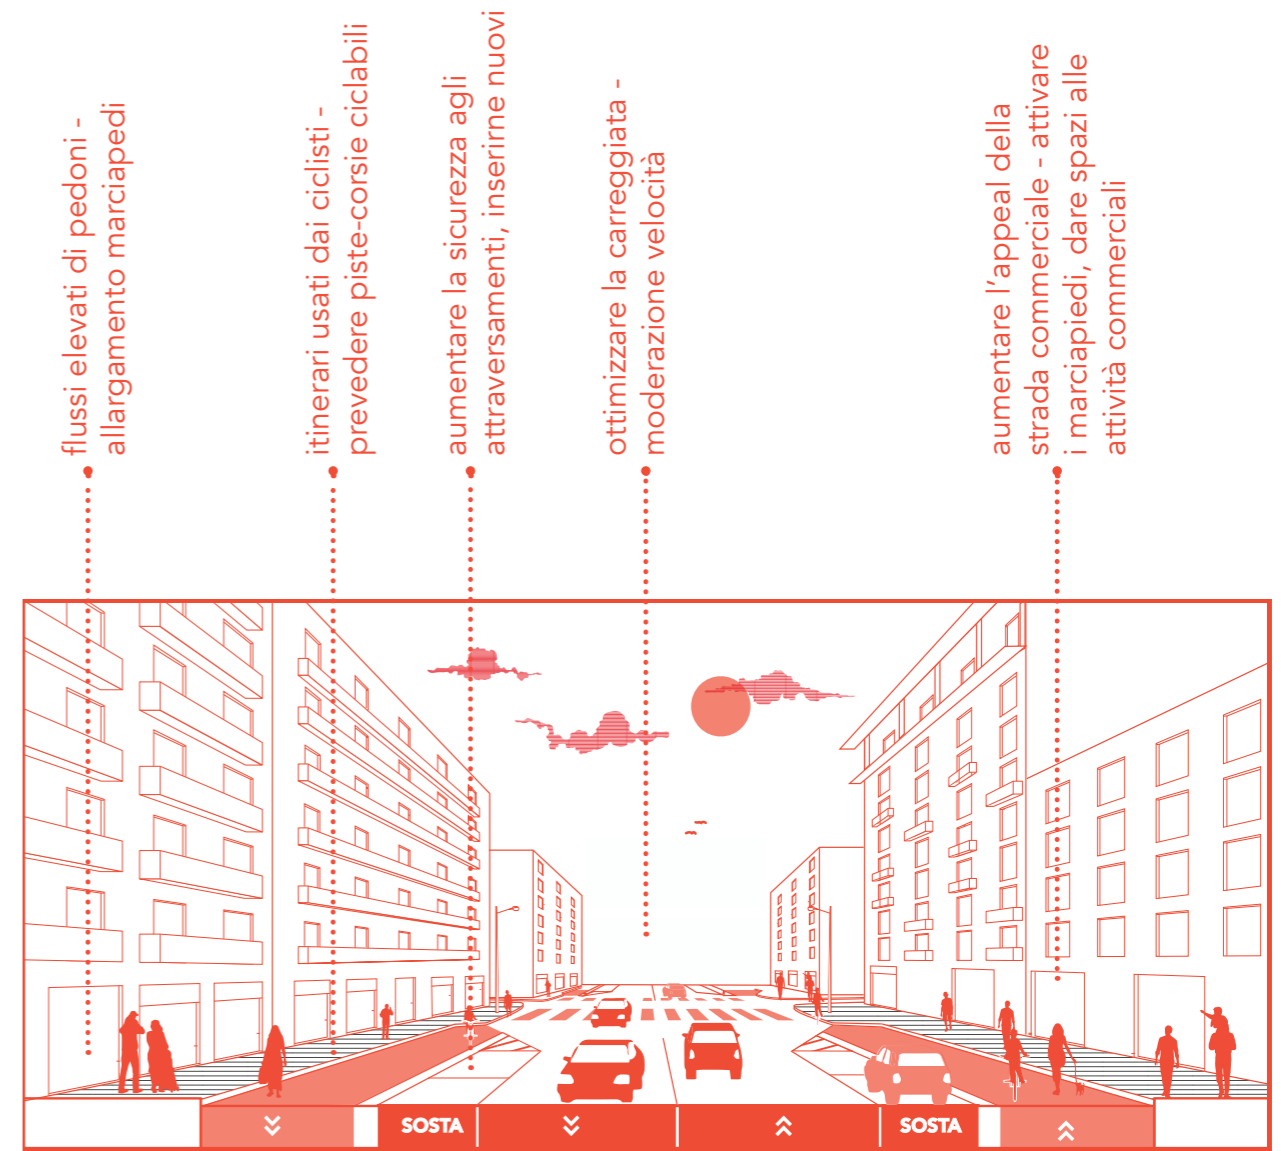 flussi elevati di pedoni -
allargamento marciapedi
itinerari usati dai ciclisti -
prevedere piste-corsie ciclabili
aumentare la sicurezza agli
attraversamenti, inserirne nuovi
ottimizzare la carreggiata -
moderazione velocità
aumentare l'appeal della
strada commerciale - attivare
i marciapiedi, dare spazi alle
attività commerciali
SOSTA
SOSTA